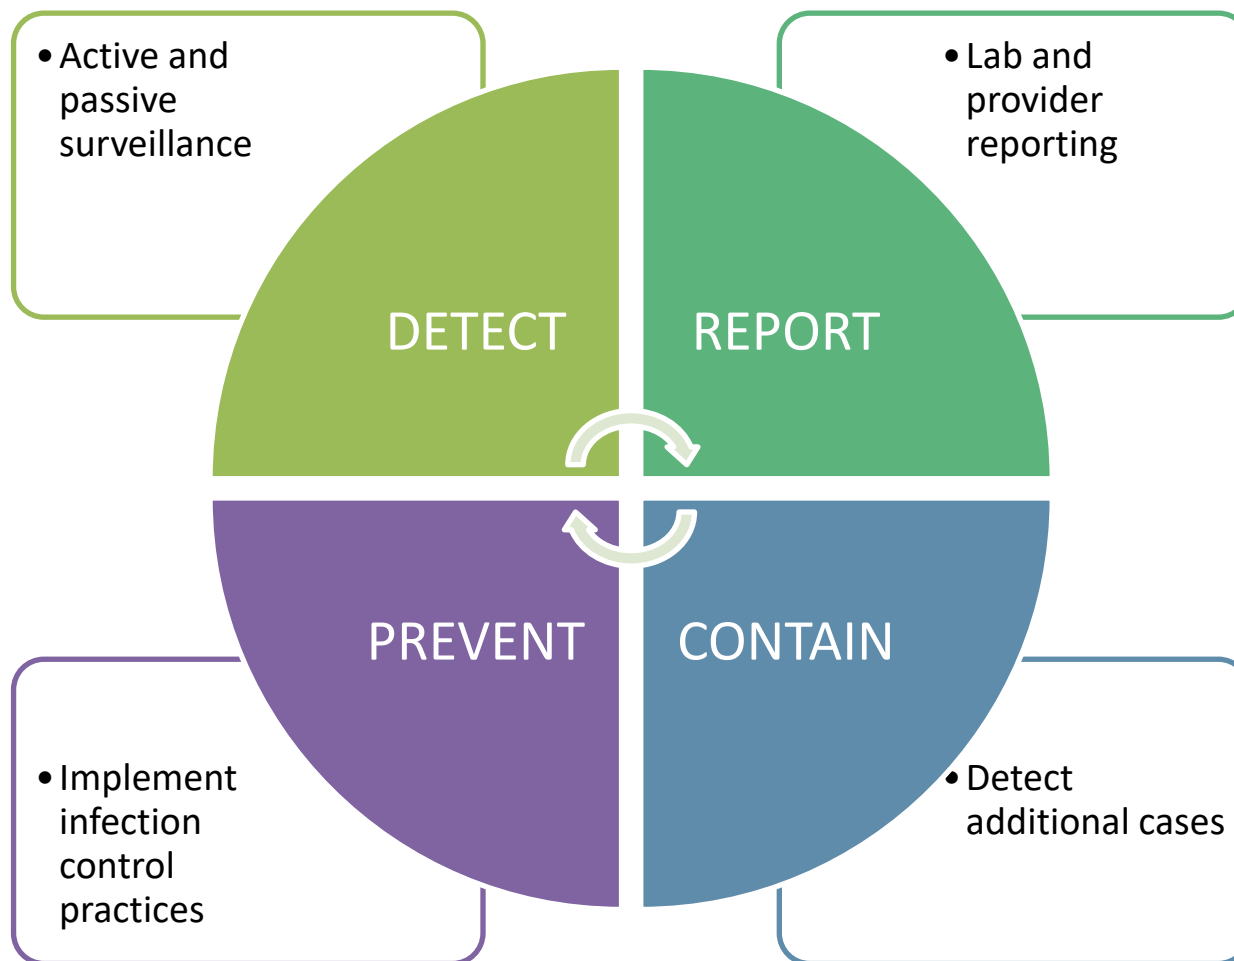 • Active and
passive
surveillance
• Lab and
provider
reporting
DETECT
REPORT
PREVENT
CONTAIN
• Implement
infection
control
practices
• Detect
additional cases